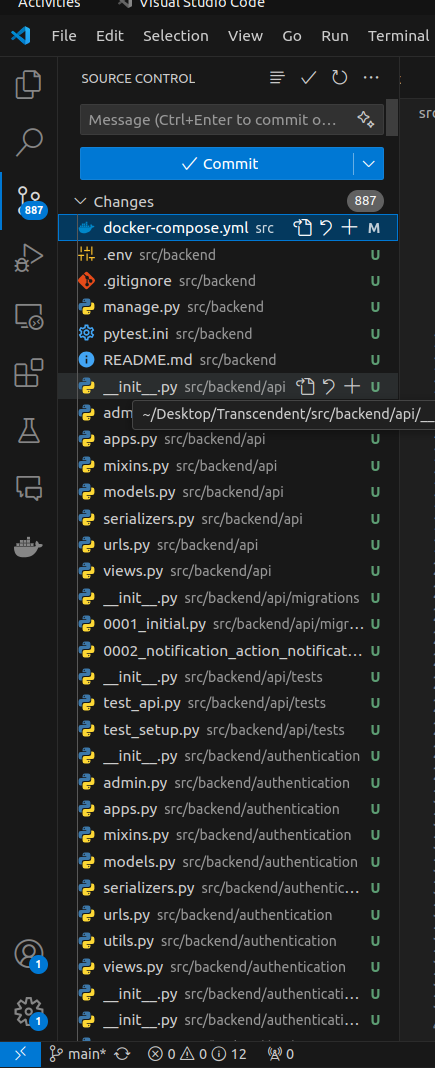 Activities Visual Studio Code
File Edit Selection View Go Run Terminal
SOURCE CONTROL
Message (Ctrl+Enter to commit o…
src
Commit
887
Changes 887
docker-compose.yml src M
.env src/backend U
.gitignore src/backend U
manage.py src/backend U
pytest.ini src/backend U
README.md src/backend U
__init__.py src/backend/api U
adm
~/Desktop/Transcendent/src/backend/api/__
apps.py src/backend/api U
mixins.py src/backend/api U
models.py src/backend/api U
serializers.py src/backend/api U
urls.py src/backend/api U
views.py src/backend/api U
__init__.py src/backend/api/migrations U
0001_initial.py src/backend/api/migr… U
0002_notification_action_notificat… U
__init__.py src/backend/api/tests U
test_api.py src/backend/api/tests U
test_setup.py src/backend/api/tests U
__init__.py src/backend/authentication U
admin.py src/backend/authentication U
apps.py src/backend/authentication U
mixins.py src/backend/authentication U
models.py src/backend/authentication U
serializers.py src/backend/authentic… U
urls.py src/backend/authentication U
utils.py src/backend/authentication U
views.py src/backend/authentication U
__init__.py src/backend/authenticati… U
1
__init__.py src/backend/authenticati… U
1
main* 0 0 12 0